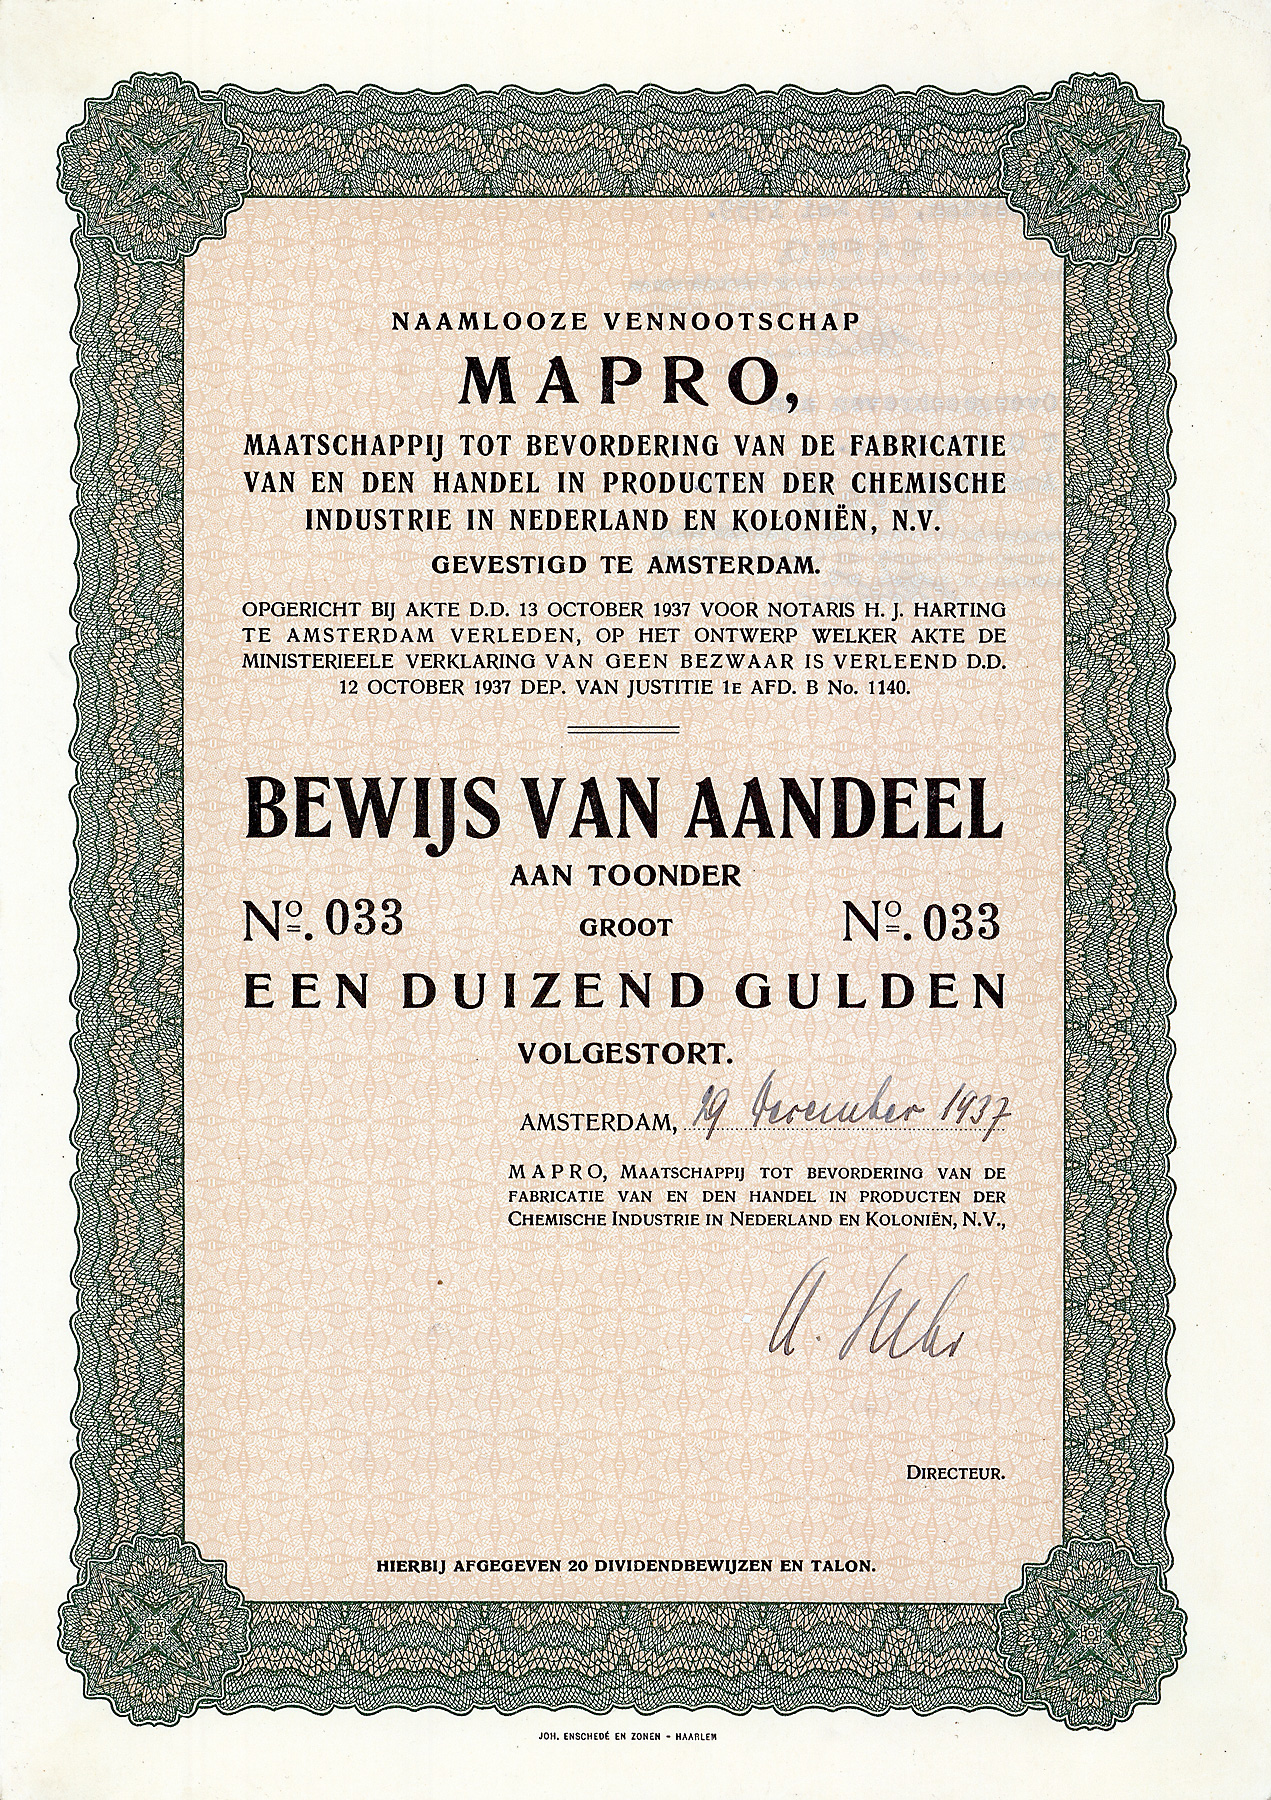 NAAMLOOZE VENNOOTSCHAP
MAPRO,
MAATSCHAPPIJ TOT BEVORDERING VAN DE FABRICATIE
VAN EN DEN HANDEL IN PRODUCTEN DER CHEMISCHE
INDUSTRIE IN NEDERLAND EN KOLONIËN, N.V.
GEVESTIGD TE AMSTERDAM.
OPGERICHT BIJ AKTE D.D. 13 OCTOBER 1937 VOOR NOTARIS H. J. HARTING
TE AMSTERDAM VERLEDEN, OP HET ONTWERP WELKER AKTE DE
MINISTERIEELE VERKLARING VAN GEEN BEZWAAR IS VERLEEND D.D.
12 OCTOBER 1937 DEP. VAN JUSTITIE 1E AFD. B No. 1140.
BEWIJS VAN AANDEEL
AAN TOONDER
Nº. 033 GROOT Nº. 033
EEN DUIZEND GULDEN
VOLGESTORT.
AMSTERDAM, 29 December 1937
MAPRO, MAATSCHAPPIJ TOT BEVORDERING VAN DE
FABRICATIE VAN EN DEN HANDEL IN PRODUCTEN DER
CHEMISCHE INDUSTRIE IN NEDERLAND EN KOLONIËN, N.V.,
A.
DIRECTEUR.
HIERBIJ AFGEGEVEN 20 DIVIDENDBEWIJZEN EN TALON.
JOH. ENSCHEDÉ EN ZONEN - HAARLEM